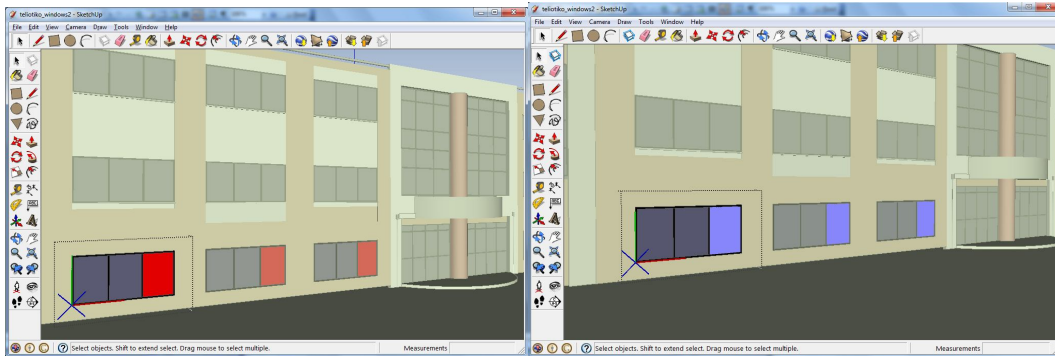 teliotiko_windows2 - SketchUp
File Edit View Camera Draw Tools Window Help
Select objects. Shift to extend select. Drag mouse to select multiple.
Measurements
teliotiko_windows2 - SketchUp
File Edit View Camera Draw Tools Window Help
Select objects. Shift to extend select. Drag mouse to select multiple.
Measurements